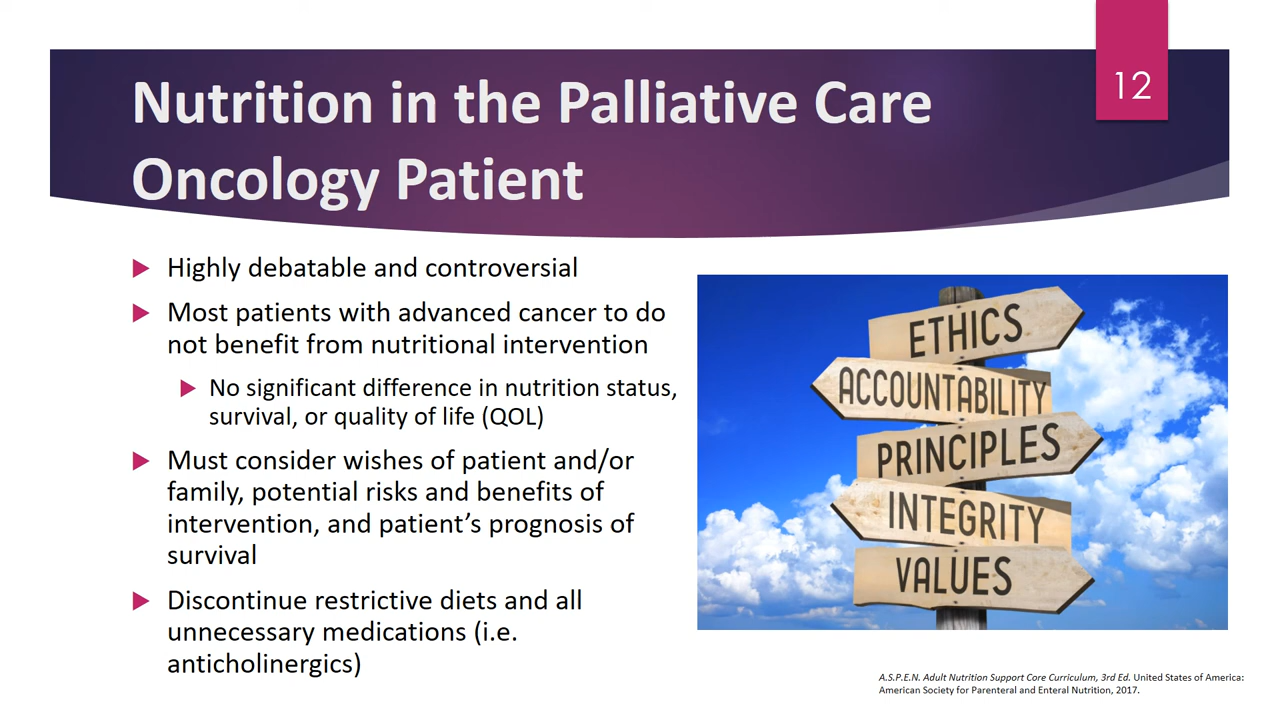 12
Nutrition in the Palliative Care
Oncology Patient
Highly debatable and controversial
Most patients with advanced cancer to do
not benefit from nutritional intervention
No significant difference in nutrition status,
survival, or quality of life (QOL)
Must consider wishes of patient and/or
family, potential risks and benefits of
intervention, and patient’s prognosis of
survival
Discontinue restrictive diets and all
unnecessary medications (i.e.
anticholinergics)
ETHICS
ACCOUNTABILITY
PRINCIPLES
INTEGRITY
VALUES
A.S.P.E.N. Adult Nutrition Support Core Curriculum, 3rd Ed. United States of America:
American Society for Parenteral and Enteral Nutrition, 2017.